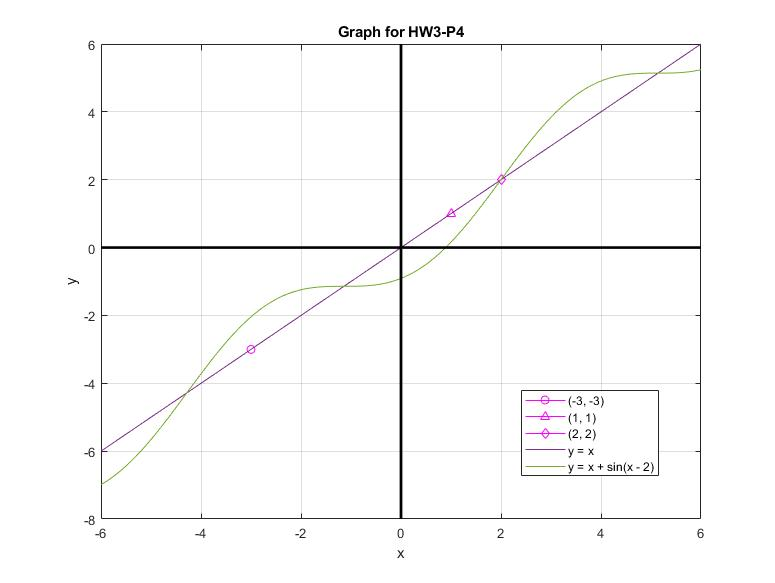 Graph for HW3-P4
6
4
2
0
-2
-4
-6
-8
y
(-3, -3)
(1, 1)
(2, 2)
y = x
y = x + sin(x - 2)
-6 -4 -2 0 2 4 6
x